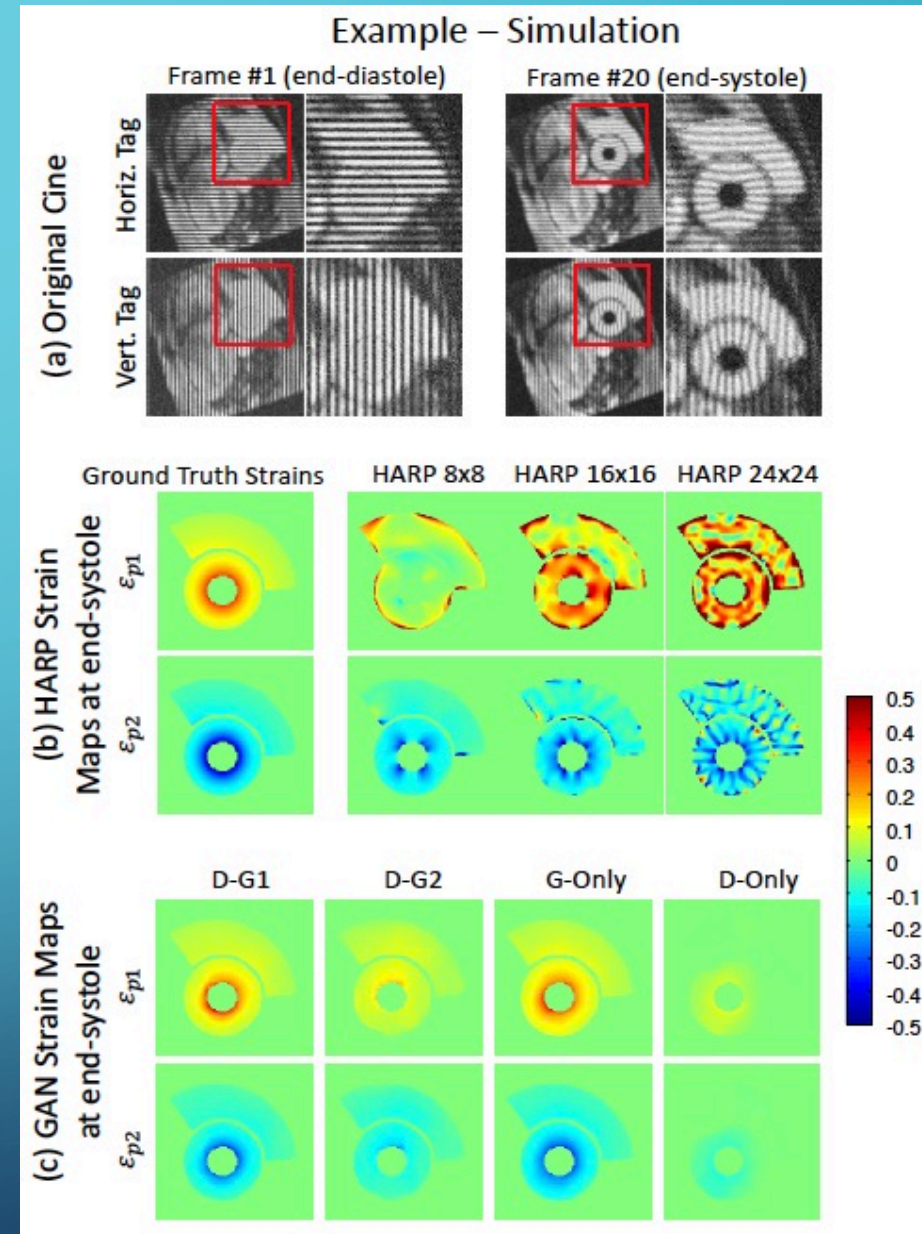 Example – Simulation
Frame #1 (end-diastole)
Frame #20 (end-systole)
(a) Original Cine
Horiz. Tag
Vert. Tag
Ground Truth Strains
HARP 8x8
HARP 16x16
HARP 24x24
(b) HARP Strain
Maps at end-systole
εp1
εp2
0.5
0.4
0.3
0.2
0.1
0
-0.1
-0.2
-0.3
-0.4
-0.5
D-G1
D-G2
G-Only
D-Only
(c) GAN Strain Maps
at end-systole
εp1
εp2